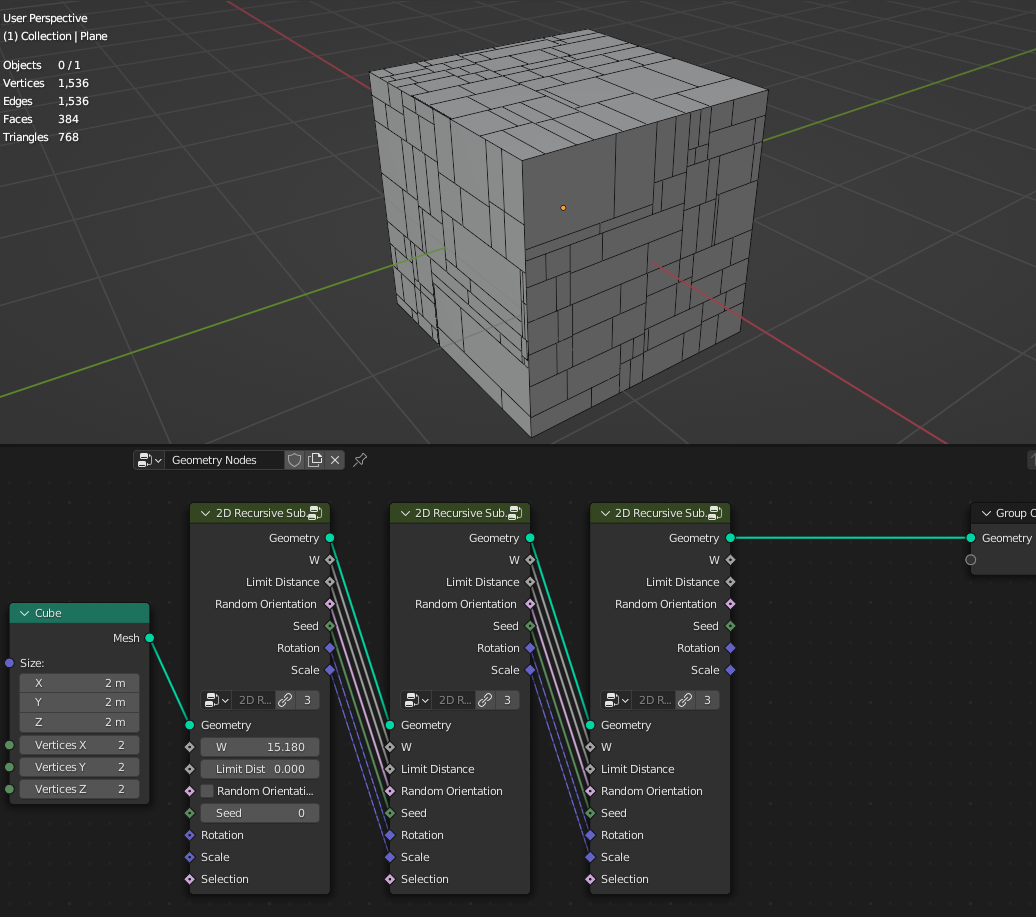 User Perspective
(1) Collection | Plane
Objects 0 / 1
Vertices 1,536
Edges 1,536
Faces 384
Triangles 768
Geometry Nodes
Cube
Mesh
Size:
X 2 m
Y 2 m
Z 2 m
Vertices X 2
Vertices Y 2
Vertices Z 2
2D Recursive Sub.
Geometry
W
Limit Distance
Random Orientation
Seed
Rotation
Scale
2D R... 3
Geometry
W 15.180
Limit Dist 0.000
Random Orientati...
Seed 0
Rotation
Scale
Selection
2D Recursive Sub.
Geometry
W
Limit Distance
Random Orientation
Seed
Rotation
Scale
2D R... 3
Geometry
W
Limit Distance
Random Orientation
Seed
Rotation
Scale
Selection
2D Recursive Sub.
Geometry
W
Limit Distance
Random Orientation
Seed
Rotation
Scale
2D R... 3
Geometry
W
Limit Distance
Random Orientation
Seed
Rotation
Scale
Selection
Group O
Geometry